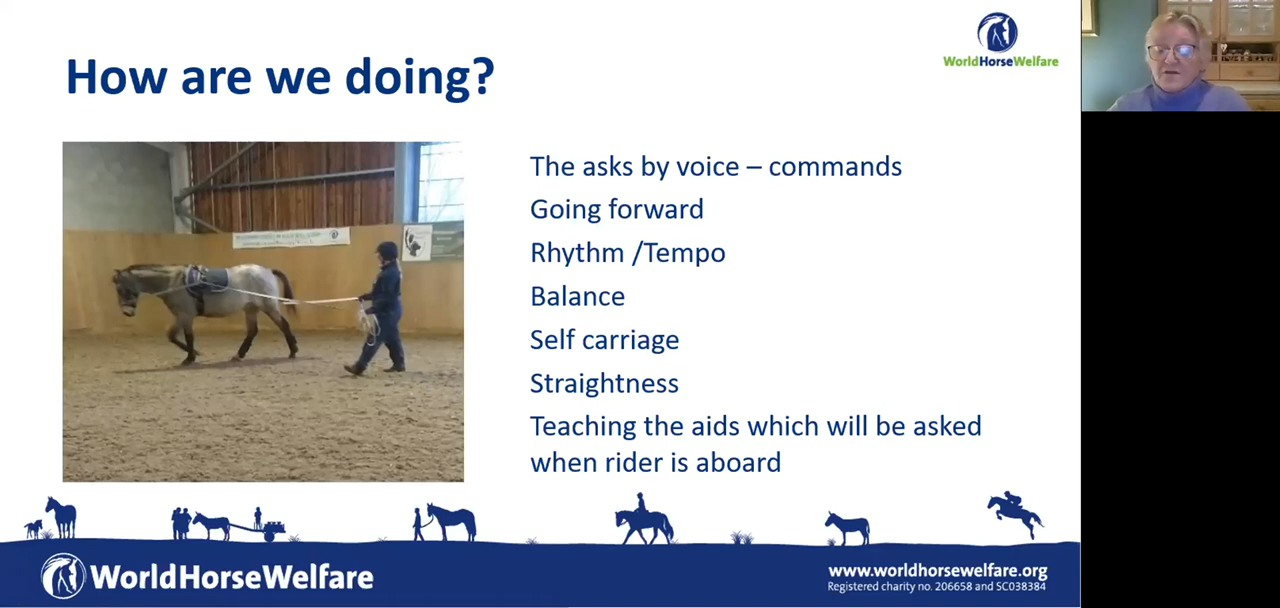 How are we doing?
WorldHorseWelfare
The asks by voice – commands
Going forward
Rhythm /Tempo
Balance
Self carriage
Straightness
Teaching the aids which will be asked
when rider is aboard
WorldHorseWelfare
www.worldhorsewelfare.org
Registered charity no. 206658 and SC038384